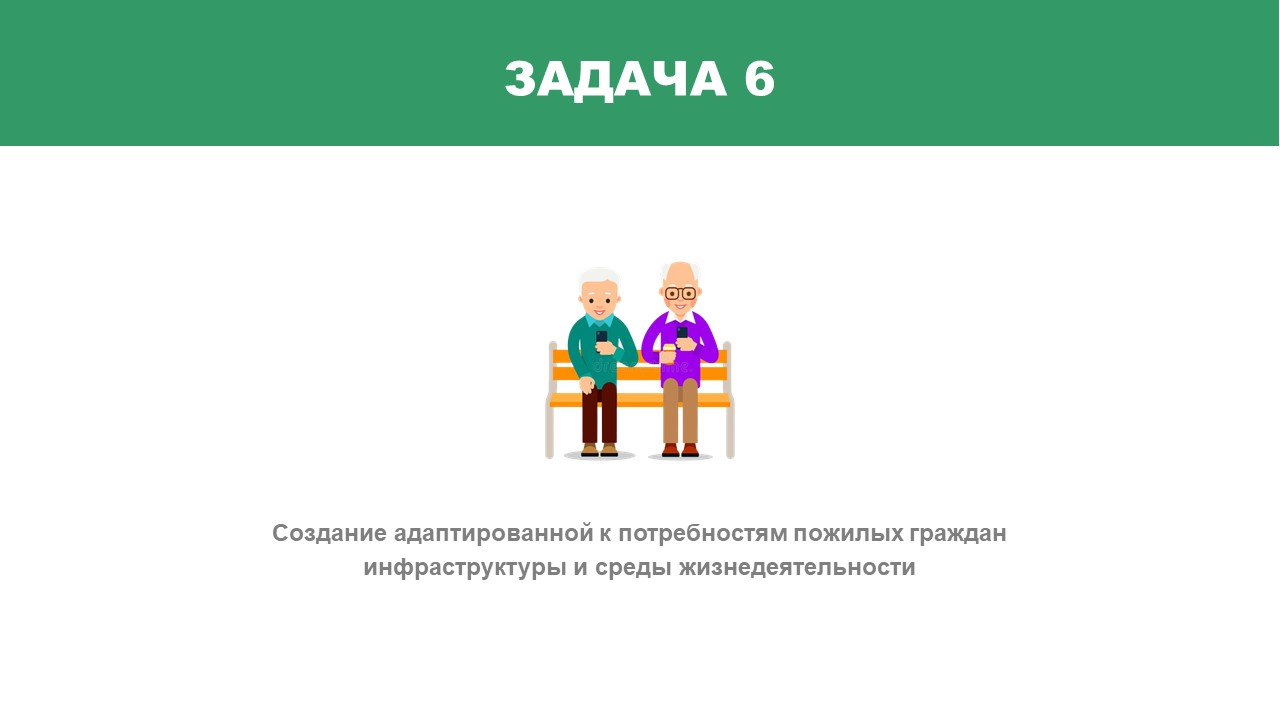 ЗАДАЧА 6
Создание адаптированной к потребностям пожилых граждан
инфраструктуры и среды жизнедеятельности